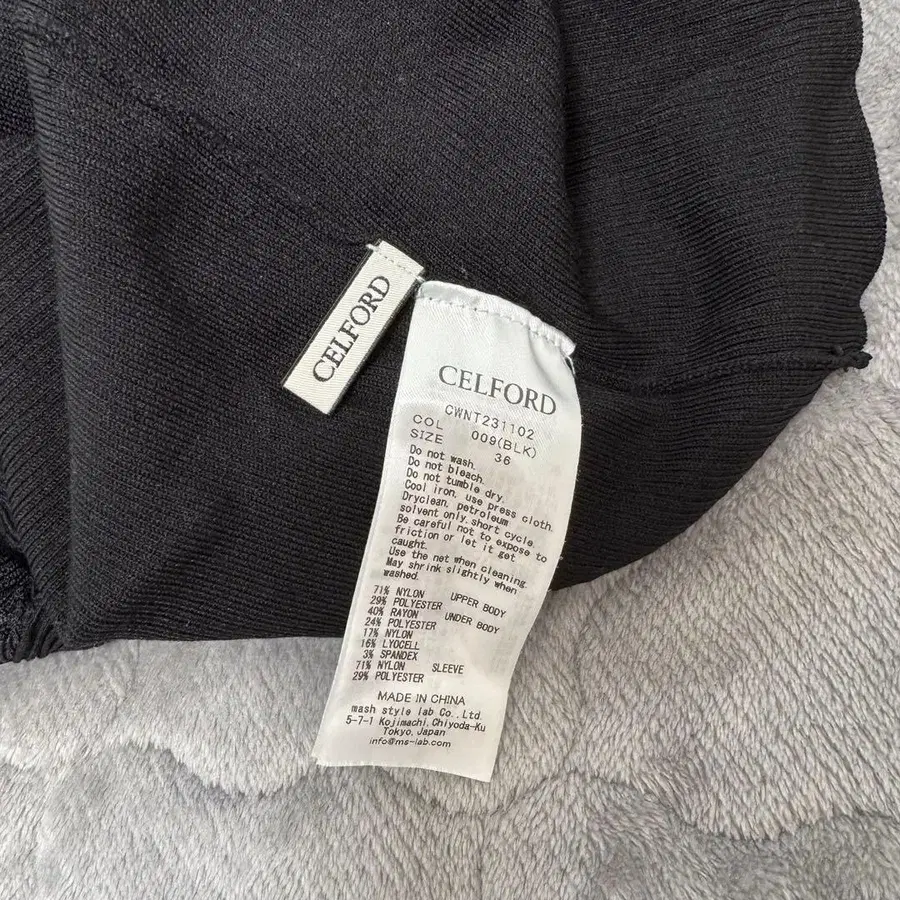 CELFORD
CELFORD
CWNT231102
COL 009(BLK)
SIZE 36
Do not wash.
Do not bleach.
Do not tumble dry.
Cool iron, use press cloth.
Dryclean, petroleum
solvent only,short cycle.
Be careful not to expose to
friction or let it get
caught.
Use the net when cleaning.
May shrink slightly when
washed.
71% NYLON UPPER BODY
29% POLYESTER
40% RAYON UNDER BODY
24% POLYESTER
17% NYLON
16% LYOCELL
3% SPANDEX
71% NYLON SLEEVE
29% POLYESTER
MADE IN CHINA
mash style lab Co.,Ltd.
5-7-1 Kojimachi,Chiyoda-Ku
Tokyo,Japan
info@ms-lab.com